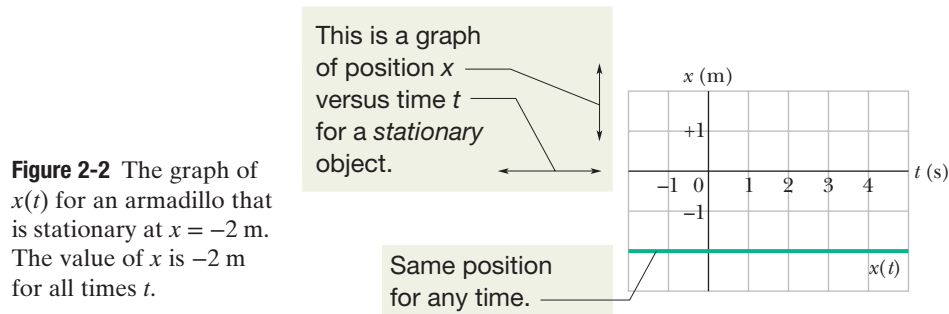 This is a graph
of position x
versus time t
for a stationary
object.
x (m)
+1
t (s)
−1 0 1 2 3 4
−1
x(t)
Same position
for any time.
Figure 2-2 The graph of
x(t) for an armadillo that
is stationary at x = −2 m.
The value of x is −2 m
for all times t.